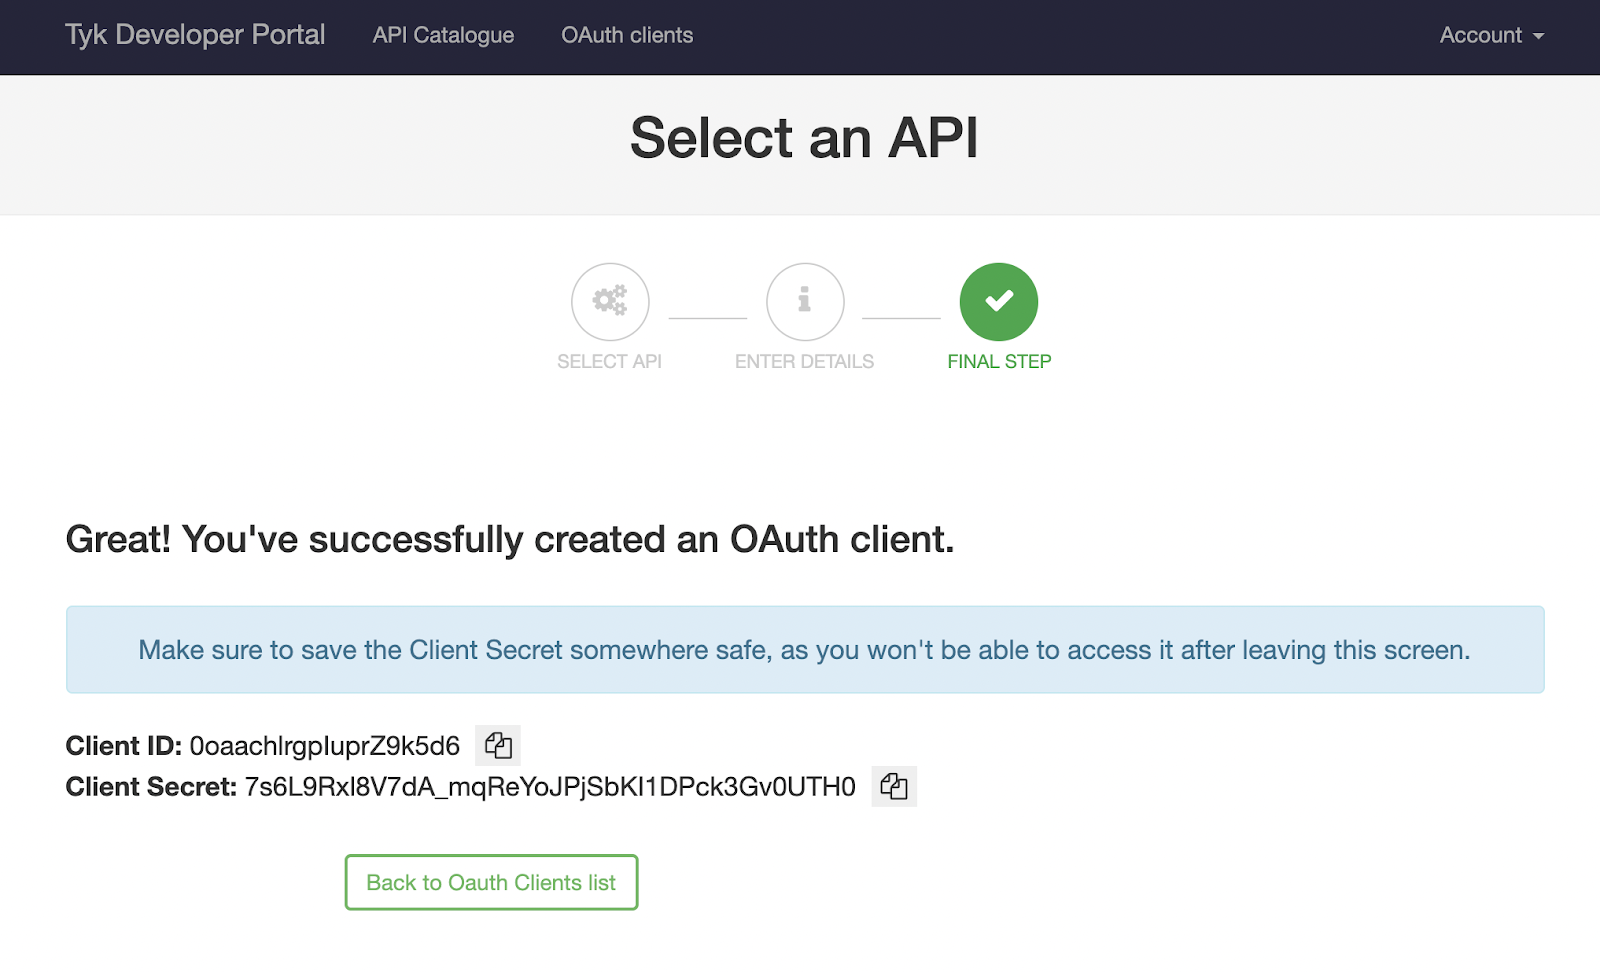 Tyk Developer Portal API Catalogue OAuth clients Account
Select an API
SELECT API ENTER DETAILS FINAL STEP
Great! You've successfully created an OAuth client.
Make sure to save the Client Secret somewhere safe, as you won't be able to access it after leaving this screen.
Client ID: 0oaachlrgpluprZ9k5d6
Client Secret: 7s6L9Rxl8V7dA_mqReYoJPjSbKI1DPck3Gv0UTH0
Back to Oauth Clients list